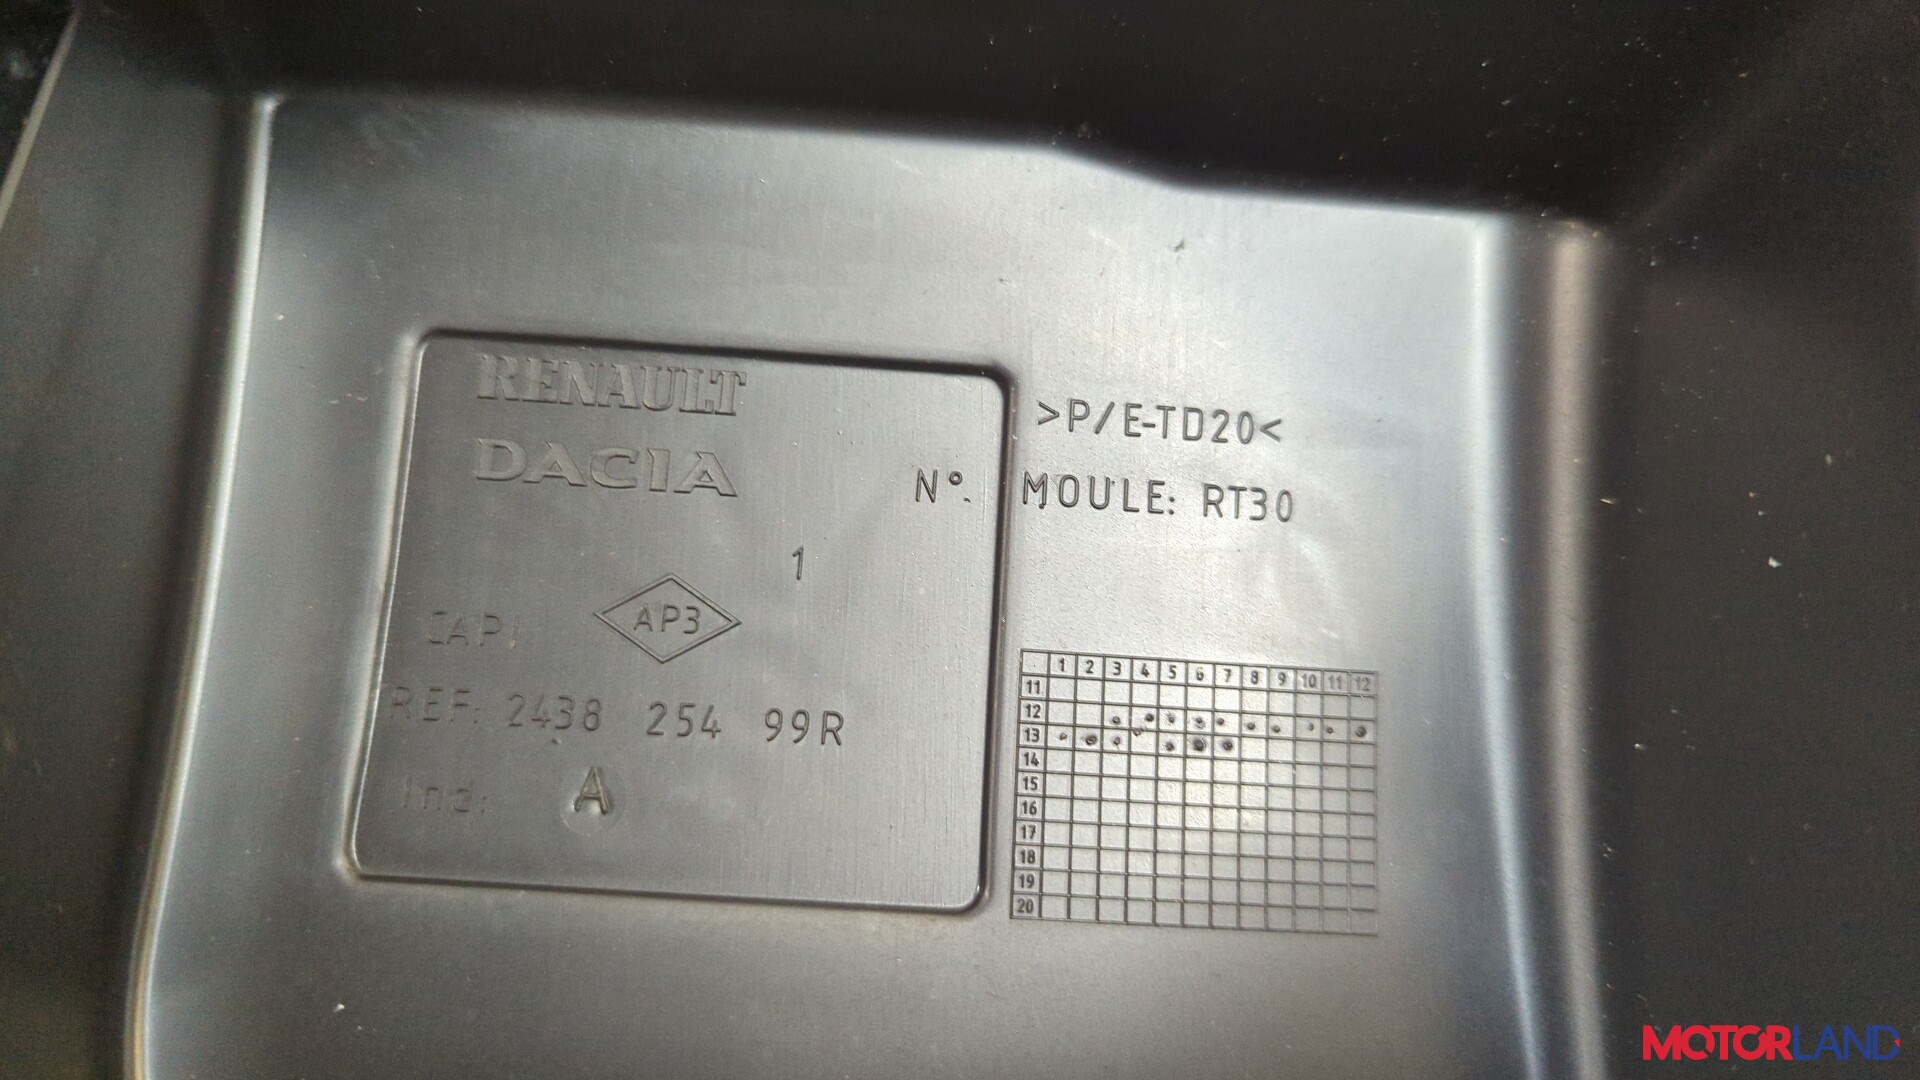 RENAULT
DACIA
>P/E-TD20<
N°. MOULE: RT30
1
CAPI
AP3
REF: 2438 254 99R
Ind: A
1 2 3 4 5 6 7 8 9 10 11 12
11
12
13
14
15
16
17
18
19
20
MOTORLAND